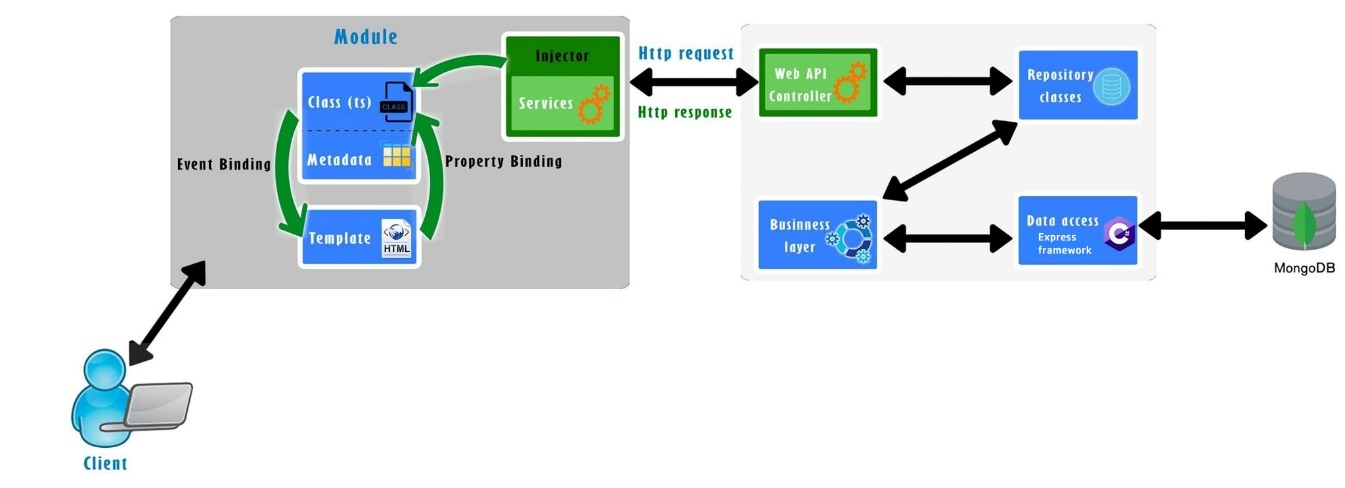 Module
Injector
Services
Class (ts)
CLASS
Metadata
Event Binding
Property Binding
Template
HTML
Http request
Http response
Web API
Controller
Repository
classes
Businness
layer
Data access
Express
framework
C#
MongoDB
Client